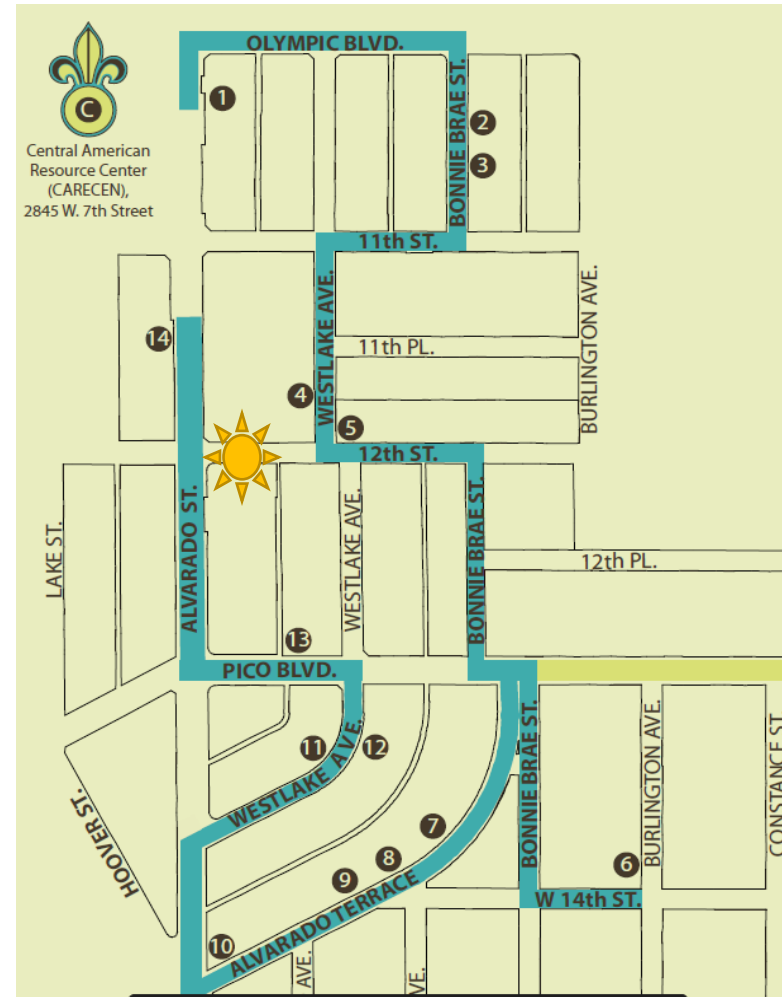 OLYMPIC BLVD.
C
Central American
Resource Center
(CARECEN),
2845 W. 7th Street
1
2
3
BONNIE BRAE ST.
11th ST.
14
WESTLAKE AVE.
11th PL.
BURLINGTON AVE.
4
5
12th ST.
LAKE ST.
ALVARADO ST.
WESTLAKE AVE.
BONNIE BRAE ST.
12th PL.
13
PICO BLVD.
11
12
WESTLAKE AVE.
HOOVER ST.
7
8
9
10
ALVARADO TERRACE
BONNIE BRAE ST.
6
BURLINGTON AVE.
CONSTANCE ST
W 14th ST.
AVE.
VE.